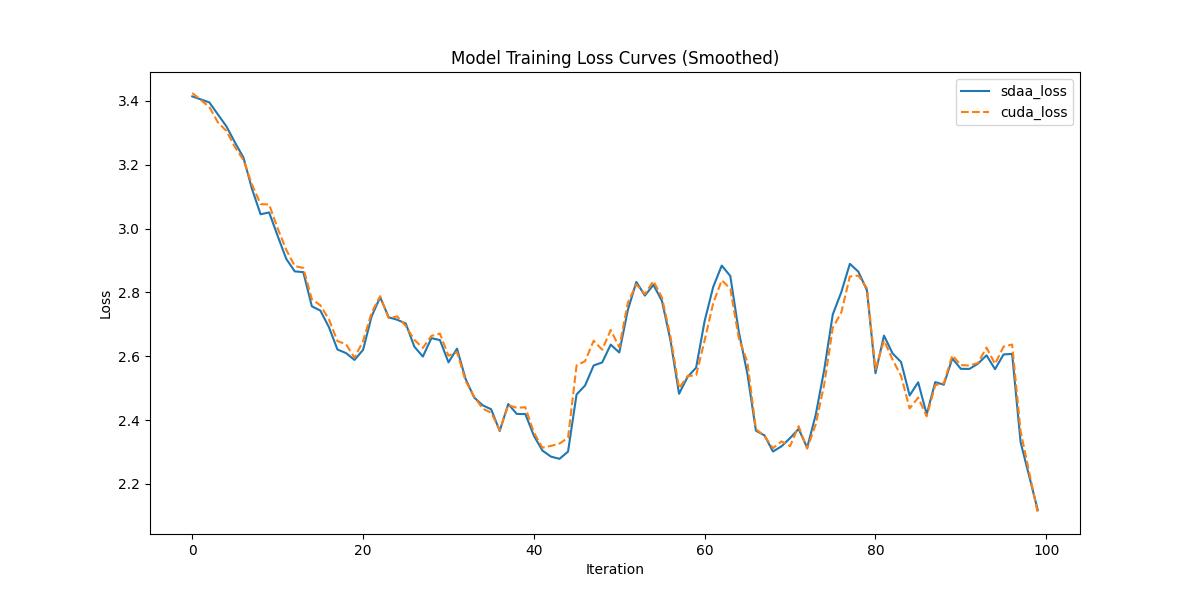 Model Training Loss Curves (Smoothed)
sdaa_loss
cuda_loss
Loss
3.4
3.2
3.0
2.8
2.6
2.4
2.2
0 20 40 60 80 100
Iteration